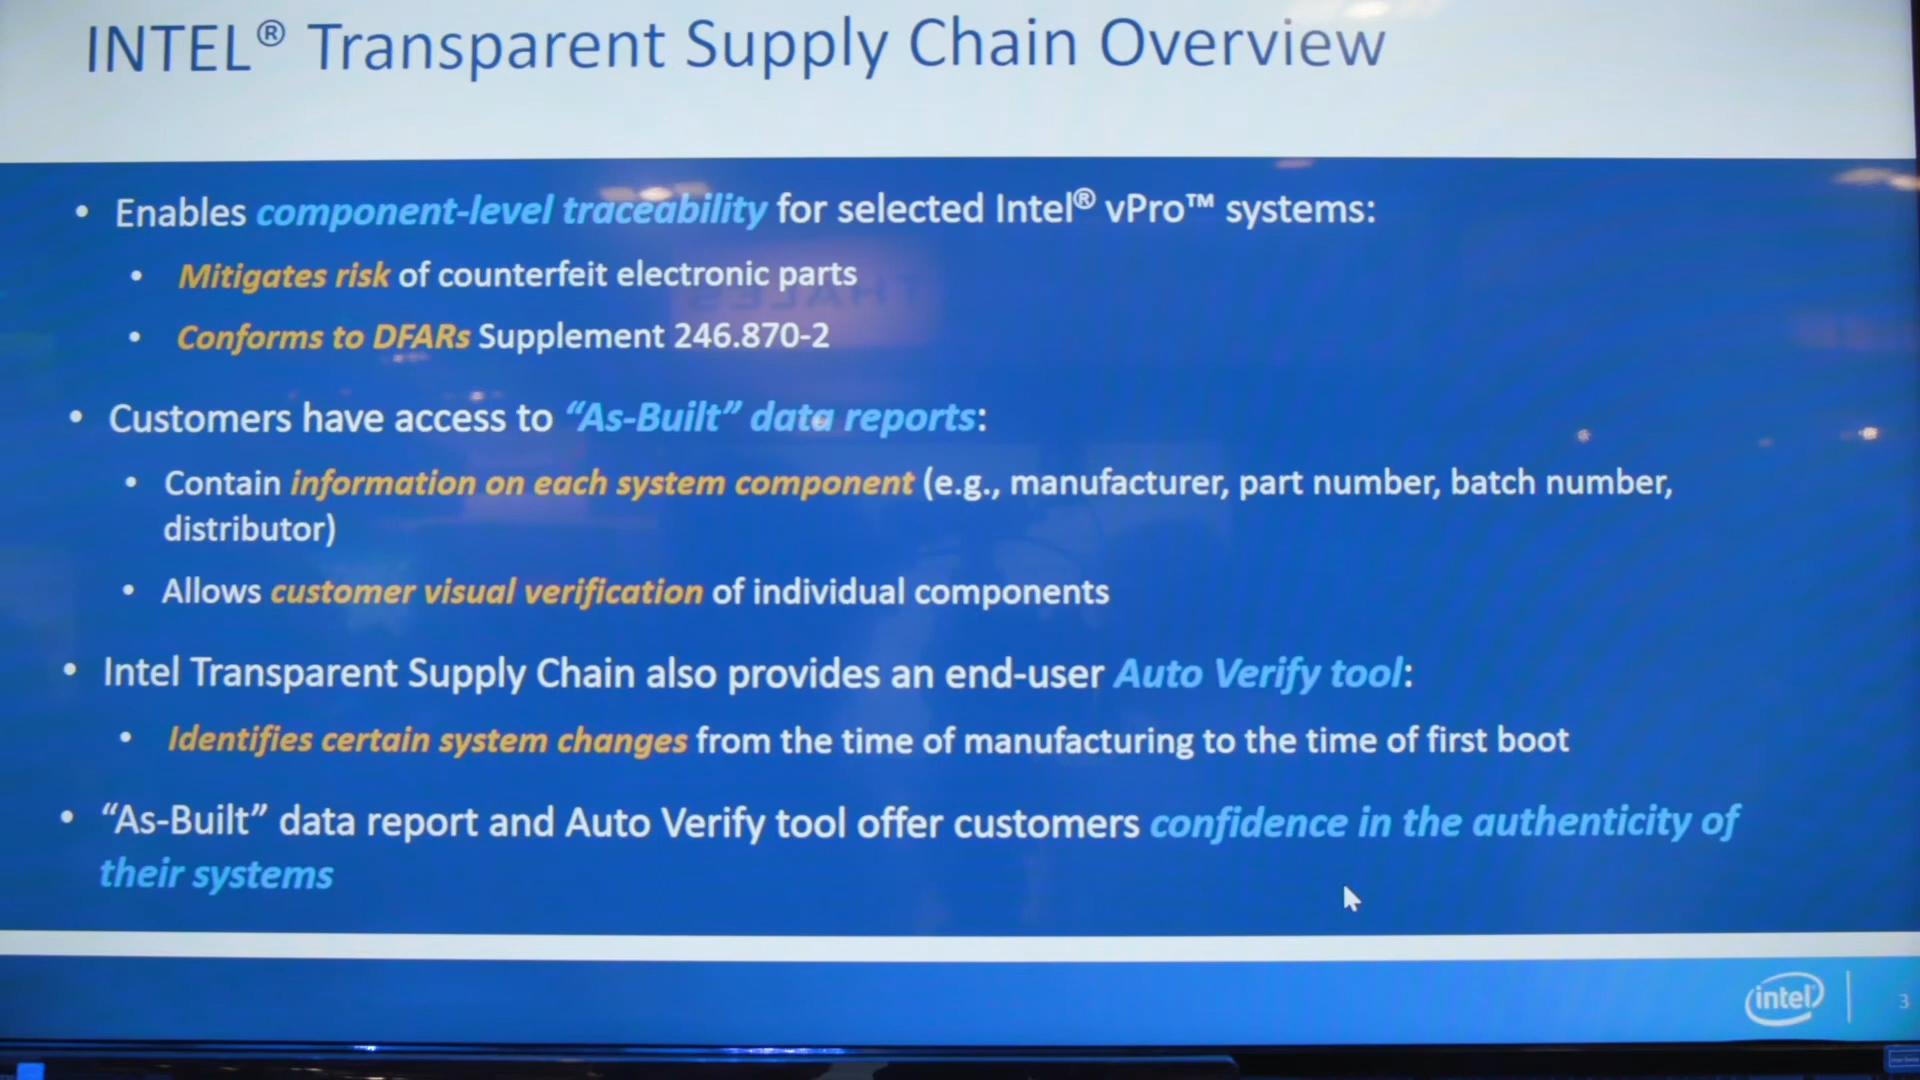 INTEL® Transparent Supply Chain Overview
• Enables component-level traceability for selected Intel® vPro™ systems:
• Mitigates risk of counterfeit electronic parts
• Conforms to DFARs Supplement 246.870-2
• Customers have access to “As-Built” data reports:
• Contain information on each system component (e.g., manufacturer, part number, batch number,
distributor)
• Allows customer visual verification of individual components
• Intel Transparent Supply Chain also provides an end-user Auto Verify tool:
• Identifies certain system changes from the time of manufacturing to the time of first boot
• “As-Built” data report and Auto Verify tool offer customers confidence in the authenticity of
their systems
intel
3